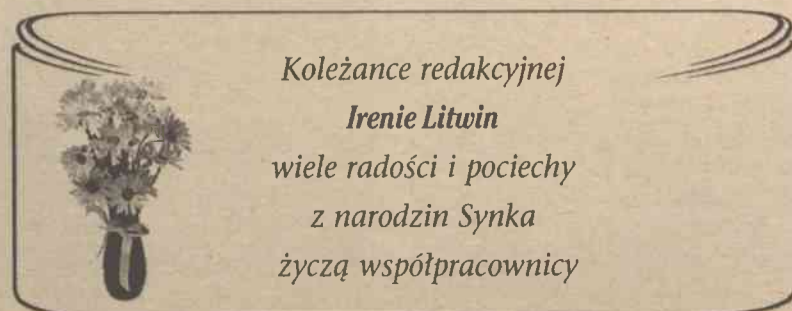 Koleżance redakcyjnej
Irenie Litwin
wiele radości i pociechy
z narodzin Synka
życzą współpracownicy